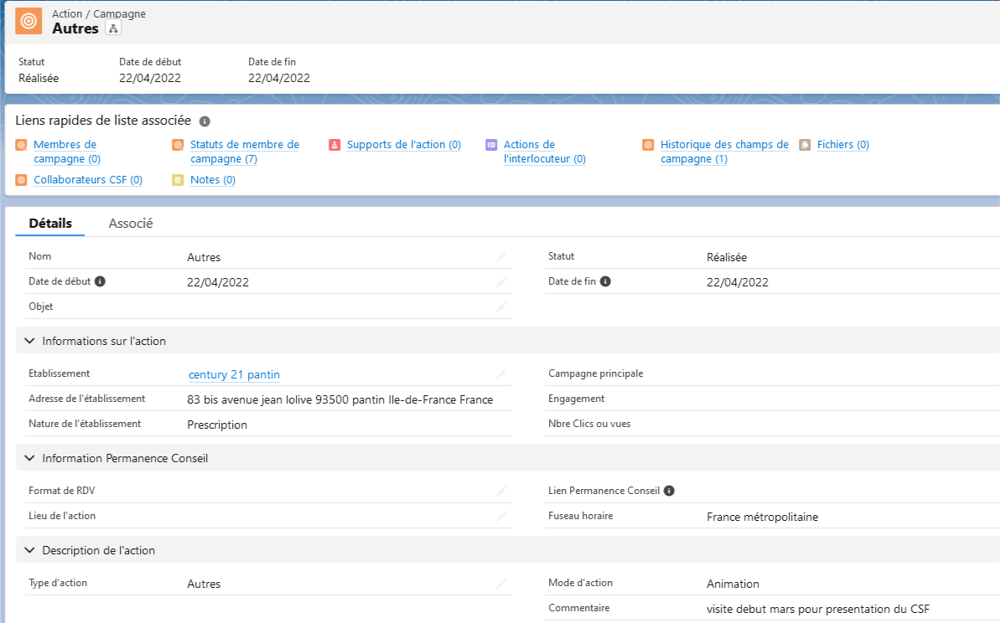 Action / Campagne
Autres
Statut Date de début Date de fin
Réalisée 22/04/2022 22/04/2022
Liens rapides de liste associée
Membres de campagne (0)
Statuts de membre de campagne (7)
Supports de l'action (0)
Actions de l'interlocuteur (0)
Historique des champs de campagne (1)
Fichiers (0)
Collaborateurs CSF (0)
Notes (0)
Détails Associé
Nom Autres Statut Réalisée
Date de début 22/04/2022 Date de fin 22/04/2022
Objet
Informations sur l'action
Etablissement century 21 pantin Campagne principale
Adresse de l'établissement 83 bis avenue jean lolive 93500 pantin Ile-de-France France Engagement
Nature de l'établissement Prescription Nbre Clics ou vues
Information Permanence Conseil
Format de RDV Lien Permanence Conseil
Lieu de l'action Fuseau horaire France métropolitaine
Description de l'action
Type d'action Autres Mode d'action Animation
Commentaire visite debut mars pour presentation du CSF